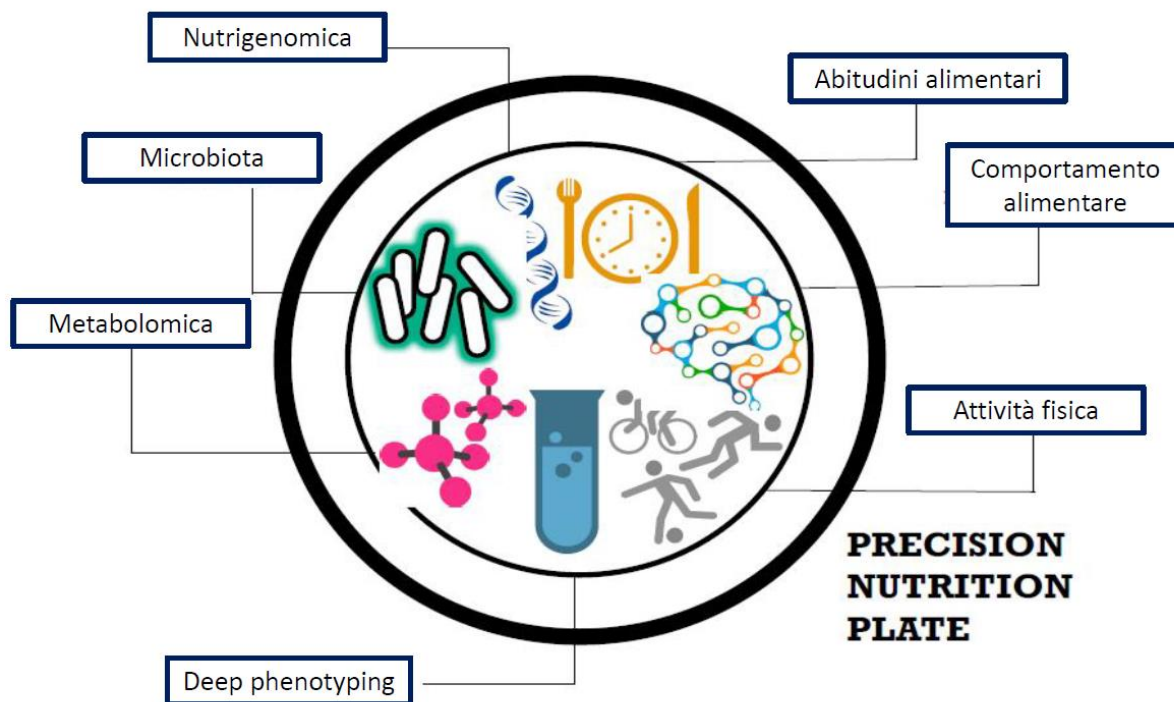 Nutrigenomica
Abitudini alimentari
Microbiota
Comportamento
alimentare
Metabolomica
Attività fisica
PRECISION
NUTRITION
PLATE
Deep phenotyping